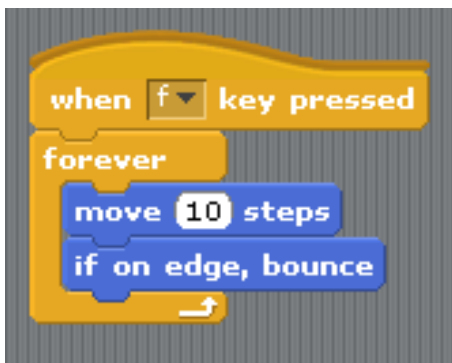 when f key pressed
forever
move 10 steps
if on edge, bounce